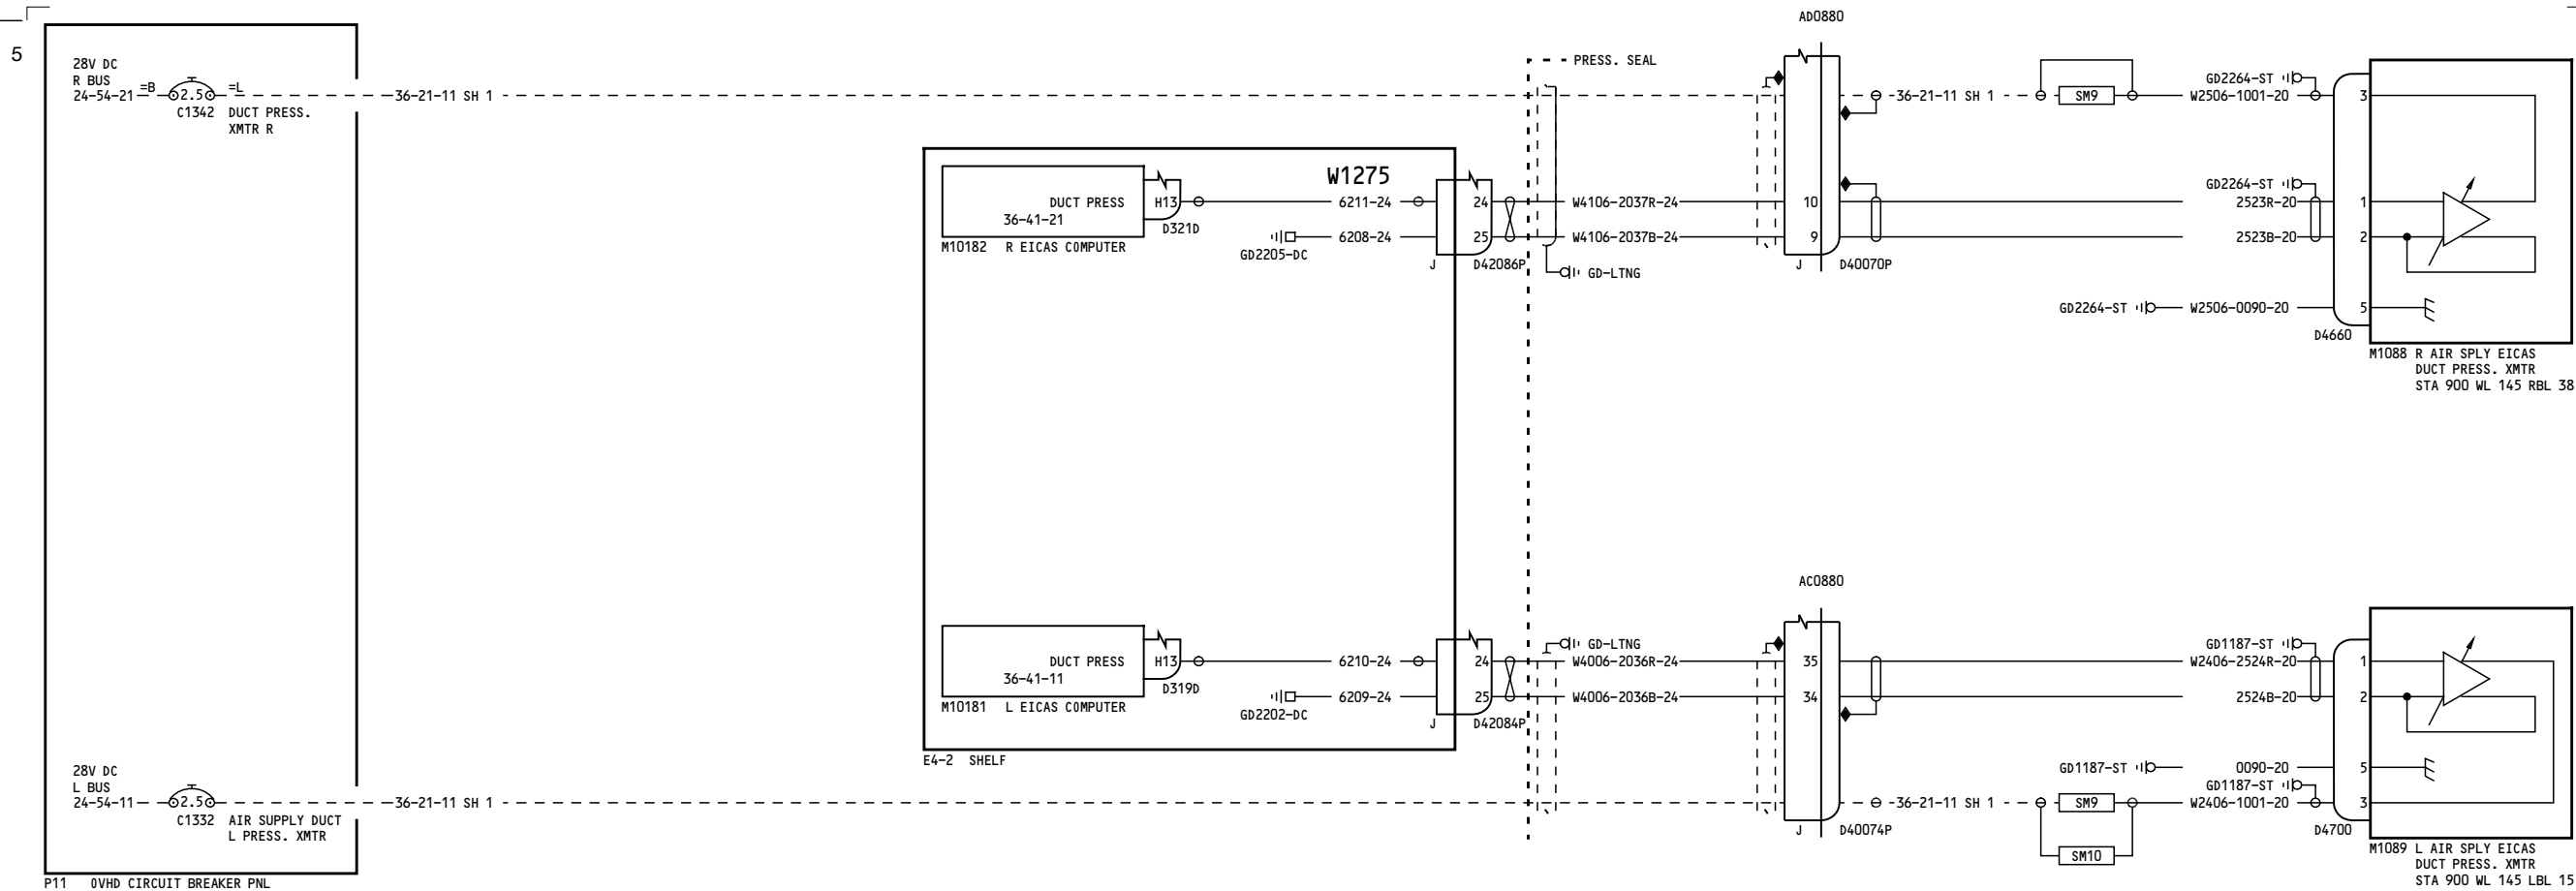 5
28V DC
R BUS
24-54-21
=B
2.5
=L
C1342
DUCT PRESS.
XMTR R
36-21-11 SH 1
PRESS. SEAL
AD0880
36-21-11 SH 1
SM9
GD2264-ST
W2506-1001-20
3
W1275
DUCT PRESS
36-41-21
H13
D321D
M10182 R EICAS COMPUTER
6211-24
6208-24
GD2205-DC
24
25
J
D42086P
W4106-2037R-24
W4106-2037B-24
GD-LTNG
10
9
J
D40070P
GD2264-ST
2523R-20
2523B-20
1
2
GD2264-ST
W2506-0090-20
5
D4660
M1088 R AIR SPLY EICAS
DUCT PRESS. XMTR
STA 900 WL 145 RBL 38
AC0880
DUCT PRESS
36-41-11
H13
D319D
M10181 L EICAS COMPUTER
6210-24
6209-24
GD2202-DC
24
25
J
D42084P
E4-2 SHELF
GD-LTNG
W4006-2036R-24
W4006-2036B-24
35
34
J
D40074P
GD1187-ST
W2406-2524R-20
2524B-20
1
2
GD1187-ST
0090-20
5
GD1187-ST
W2406-1001-20
3
D4700
28V DC
L BUS
24-54-11
2.5
C1332
AIR SUPPLY DUCT
L PRESS. XMTR
36-21-11 SH 1
36-21-11 SH 1
SM9
SM10
M1089 L AIR SPLY EICAS
DUCT PRESS. XMTR
STA 900 WL 145 LBL 15
P11 OVHD CIRCUIT BREAKER PNL